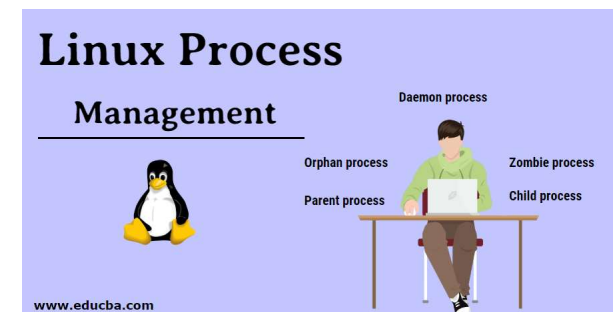 Linux Process
Management
Daemon process
Orphan process
Zombie process
Parent process
Child process
www.educba.com